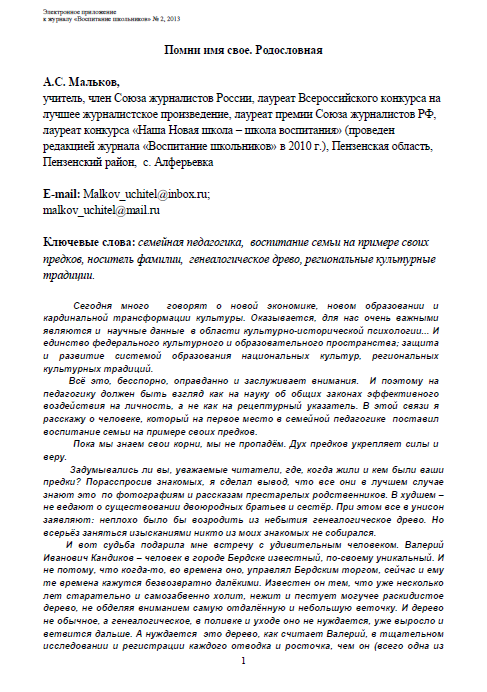 Электронное приложение
к журналу «Воспитание школьников» № 2, 2013
Помни имя свое. Родословная
А.С. Мальков,
учитель, член Союза журналистов России, лауреат Всероссийского конкурса на
лучшее журналистское произведение, лауреат премии Союза журналистов РФ,
лауреат конкурса «Наша Новая школа – школа воспитания» (проведен
редакцией журнала «Воспитание школьников» в 2010 г.), Пензенская область,
Пензенский район, с. Алферьевка
E-mail: Malkov_uchitel@inbox.ru;
malkov_uchitel@mail.ru
Ключевые слова: семейная педагогика, воспитание семьи на примере своих
предков, носитель фамилии, генеалогическое древо, региональные культурные
традиции.
Сегодня много говорят о новой экономике, новом образовании и
кардинальной трансформации культуры. Оказывается, для нас очень важными
являются и научные данные в области культурно-исторической психологии... И
единство федерального культурного и образовательного пространства; защита
и развитие системой образования национальных культур, региональных
культурных традиций.
Всё это, бесспорно, оправданно и заслуживает внимания. И поэтому на
педагогику должен быть взгляд как на науку об общих законах эффективного
воздействия на личность, а не как на рецептурный указатель. В этой связи я
расскажу о человеке, который на первое место в семейной педагогике поставил
воспитание семьи на примере своих предков.
Пока мы знаем свои корни, мы не пропадём. Дух предков укрепляет силы и
веру.
Задумывались ли вы, уважаемые читатели, где, когда жили и кем были ваши
предки? Порасспросив знакомых, я сделал вывод, что все они в лучшем случае
знают это по фотографиям и рассказам престарелых родственников. В худшем –
не ведают о существовании двоюродных братьев и сестёр. При этом все в унисон
заявляют: неплохо было бы возродить из небытия генеалогическое древо. Но
всерьёз заняться изысканиями никто из моих знакомых не собирался.
И вот судьба подарила мне встречу с удивительным человеком. Валерий
Иванович Кандиков – человек в городе Бердске известный, по-своему уникальный. И
не потому, что когда-то, во времена оно, управлял Бердским торгом, сейчас и ему
те времена кажутся безвозвратно далёкими. Известен он тем, что уже несколько
лет старательно и самозабвенно холит, нежит и пестует могучее раскидистое
дерево, не обделяя вниманием самую отдалённую и небольшую веточку. И дерево
не обычное, а генеалогическое, в поливке и уходе оно не нуждается, уже выросло и
ветвится дальше. А нуждается это дерево, как считает Валерий, в тщательном
исследовании и регистрации каждого отводка и росточка, чем он (всего одна из
1